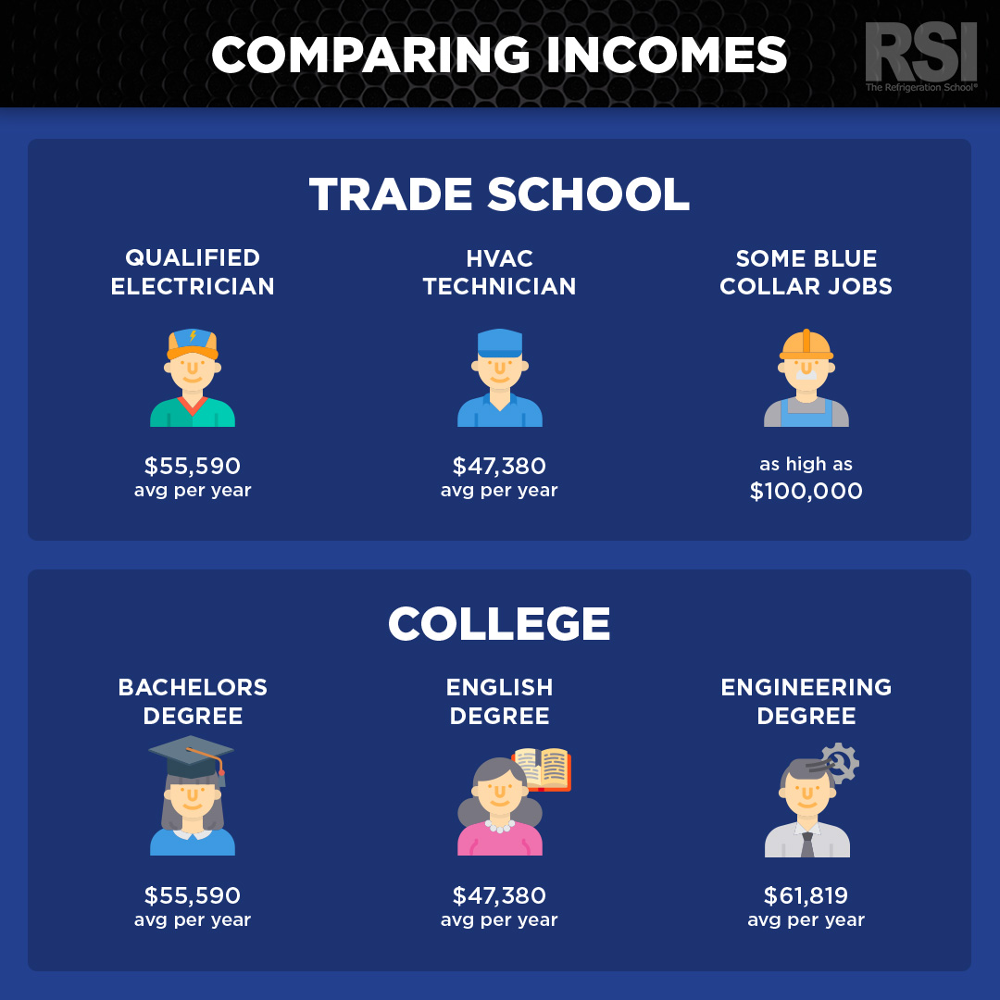 COMPARING INCOMES
RSI
The Refrigeration School®
TRADE SCHOOL
QUALIFIED
ELECTRICIAN
$55,590
avg per year
HVAC
TECHNICIAN
$47,380
avg per year
SOME BLUE
COLLAR JOBS
as high as
$100,000
COLLEGE
BACHELORS
DEGREE
$55,590
avg per year
ENGLISH
DEGREE
$47,380
avg per year
ENGINEERING
DEGREE
$61,819
avg per year